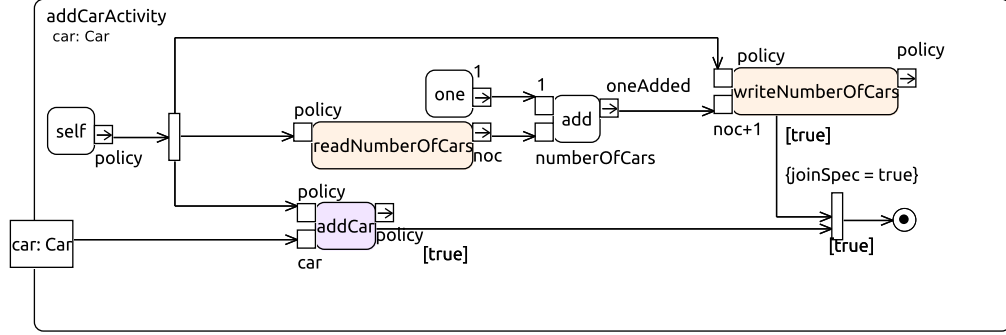 addCarActivity
car: Car
policy
policy
1
1
oneAdded
one
writeNumberOfCars
policy
self
add
policy
readNumberOfCars
noc
numberOfCars
noc+1
[true]
{joinSpec = true}
policy
addCar
policy
car: Car
car
[true]
[true]